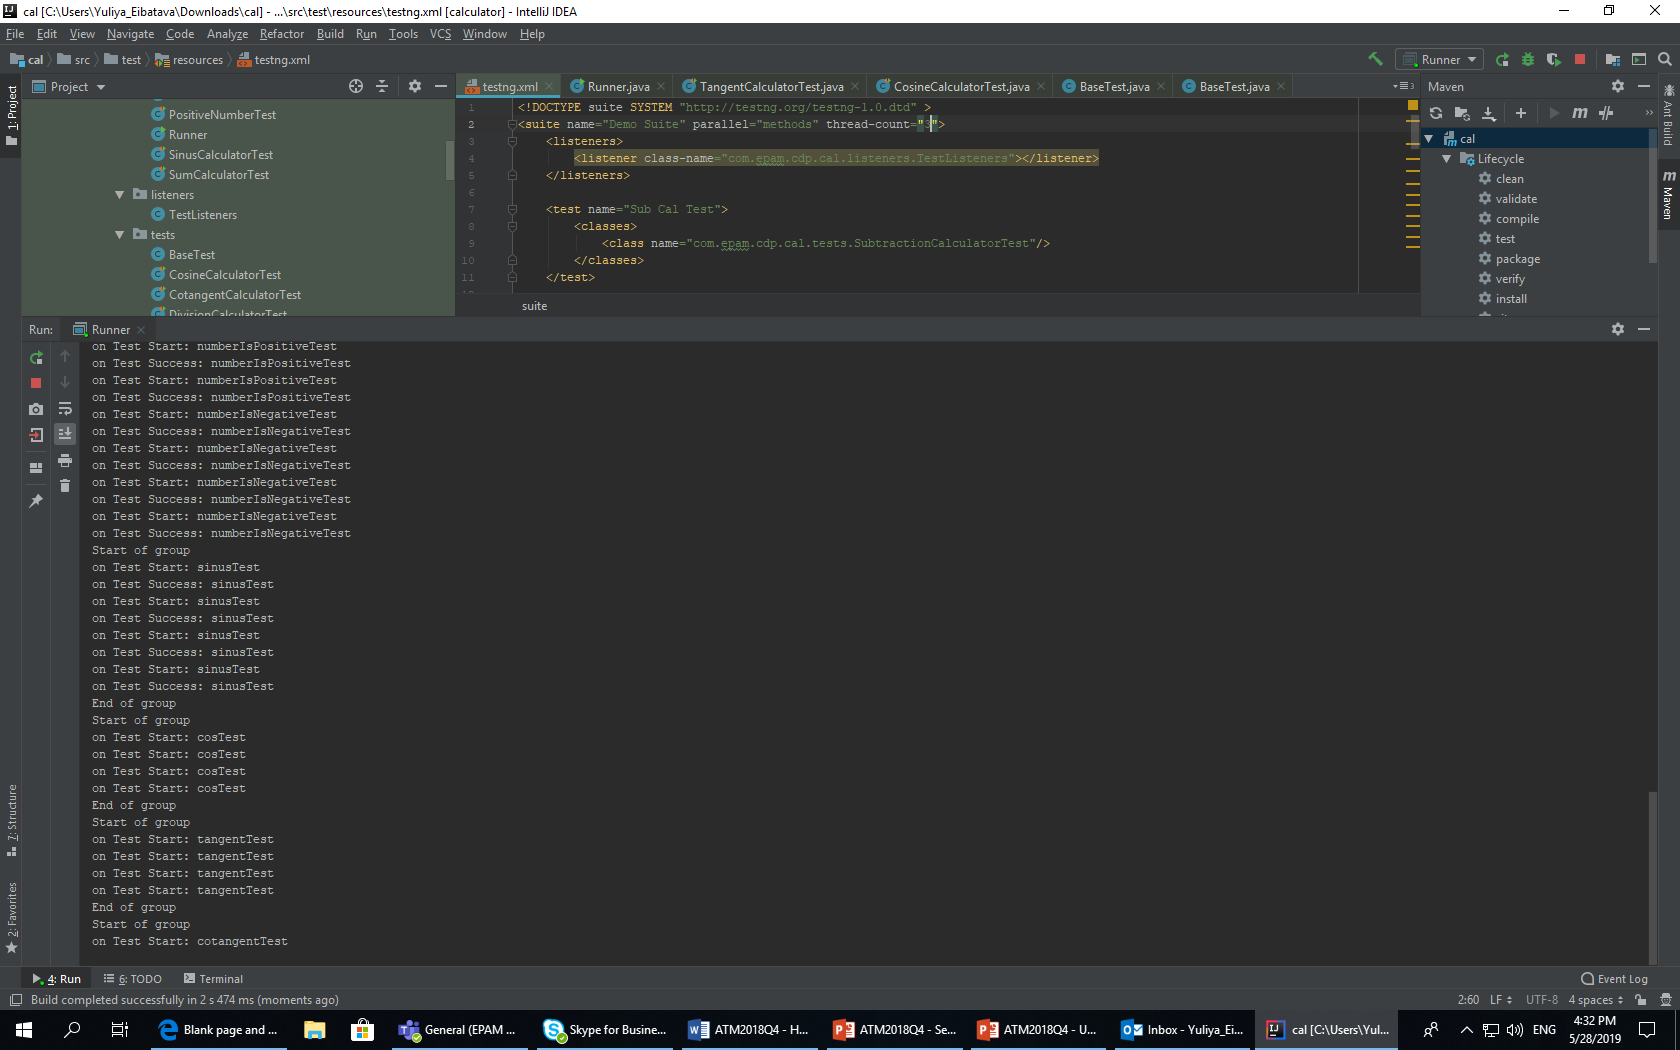 cal [C:\Users\Yuliya_Eibatava\Downloads\cal] - ...\src\test\resources\testng.xml [calculator] - IntelliJ IDEA
File Edit View Navigate Code Analyze Refactor Build Run Tools VCS Window Help
cal src test resources testng.xml
Runner
1: Project
Project
PositiveNumberTest
Runner
SinusCalculatorTest
SumCalculatorTest
listeners
TestListeners
tests
BaseTest
CosineCalculatorTest
CotangentCalculatorTest
DivisionCalculatorTest
testng.xml Runner.java TangentCalculatorTest.java CosineCalculatorTest.java BaseTest.java BaseTest.java
1 <!DOCTYPE suite SYSTEM "http://testng.org/testng-1.0.dtd" >
2 <suite name="Demo Suite" parallel="methods" thread-count="3">
3 <listeners>
4 <listener class-name="com.epam.cdp.cal.listeners.TestListeners"></listener>
5 </listeners>
6
7 <test name="Sub Cal Test">
8 <classes>
9 <class name="com.epam.cdp.cal.tests.SubtractionCalculatorTest"/>
10 </classes>
11 </test>
suite
Maven
cal
Lifecycle
clean
validate
compile
test
package
verify
install
Ant Build
Maven
Run: Runner
on Test Start: numberIsPositiveTest
on Test Success: numberIsPositiveTest
on Test Start: numberIsPositiveTest
on Test Success: numberIsPositiveTest
on Test Start: numberIsNegativeTest
on Test Success: numberIsNegativeTest
on Test Start: numberIsNegativeTest
on Test Success: numberIsNegativeTest
on Test Start: numberIsNegativeTest
on Test Success: numberIsNegativeTest
on Test Start: numberIsNegativeTest
on Test Success: numberIsNegativeTest
Start of group
on Test Start: sinusTest
on Test Success: sinusTest
on Test Start: sinusTest
on Test Success: sinusTest
on Test Start: sinusTest
on Test Success: sinusTest
on Test Start: sinusTest
on Test Success: sinusTest
End of group
Start of group
on Test Start: cosTest
on Test Start: cosTest
on Test Start: cosTest
on Test Start: cosTest
End of group
Start of group
on Test Start: tangentTest
on Test Start: tangentTest
on Test Start: tangentTest
on Test Start: tangentTest
End of group
Start of group
on Test Start: cotangentTest
7: Structure
2: Favorites
4: Run 6: TODO Terminal
Event Log
Build completed successfully in 2 s 474 ms (moments ago)
2:60 LF UTF-8 4 spaces
Blank page and ... General (EPAM ... Skype for Busine... ATM2018Q4 - H... ATM2018Q4 - Se... ATM2018Q4 - U... Inbox - Yuliya_Ei... cal [C:\Users\Yul...
ENG
4:32 PM
5/28/2019